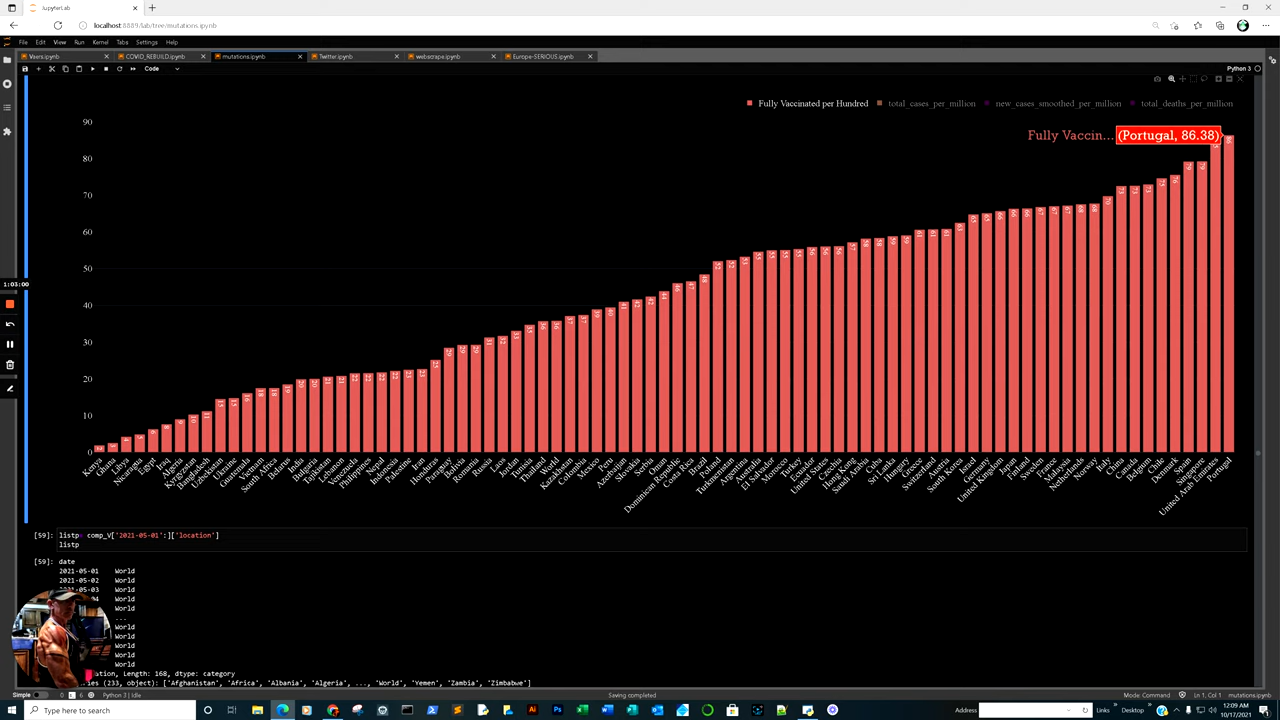 JupyterLab
localhost:8889/lab/tree/mutations.ipynb
File Edit View Run Kernel Tabs Settings Help
Vaers.ipynb COVID_REBUILD.ipynb mutations.ipynb Twitter.ipynb webscrape.ipynb Europe-SERIOUS.ipynb
Code Python 3
Fully Vaccinated per Hundred total_cases_per_million new_cases_smoothed_per_million total_deaths_per_million
Fully Vaccin... (Portugal, 86.38)
90
80
70
60
50
40
30
20
10
0
1:03:00
Kenya Ghana Libya Nicaragua Egypt Iraq Algeria Kyrgyzstan Bangladesh Uzbekistan Ukraine Guatemala Vietnam South Africa Belarus India Tajikistan Lebanon Venezuela Philippines Nepal Indonesia Palestine Iran Honduras Paraguay Bolivia Romania Russia Laos Jordan Tunisia Thailand World Kazakhstan Colombia Mexico Peru Azerbaijan Slovakia Serbia Oman Dominican Republic Costa Rica Brazil Poland Turkmenistan Argentina Australia El Salvador Morocco Turkey Ecuador United States Czechia Hong Kong Saudi Arabia Cuba Sri Lanka Hungary Greece Switzerland Austria South Korea Israel Germany United Kingdom Japan Finland Sweden France Malaysia Netherlands Norway Italy China Canada Belgium Chile Denmark Spain Singapore United Arab Emirates Portugal
[59]: listp= comp_V['2021-05-01':]['location']
listp
[59]: date
2021-05-01 World
2021-05-02 World
2021-05-03 World
World
World
...
World
World
World
World
World
Length: 168, dtype: category
(233, object): ['Afghanistan', 'Africa', 'Albania', 'Algeria', ..., 'World', 'Yemen', 'Zambia', 'Zimbabwe']
Simple 0 6 Python 3 | Idle Saving completed Mode: Command Ln 1, Col 1 mutations.ipynb
Type here to search Address Links Desktop 12:09 AM
10/17/2021